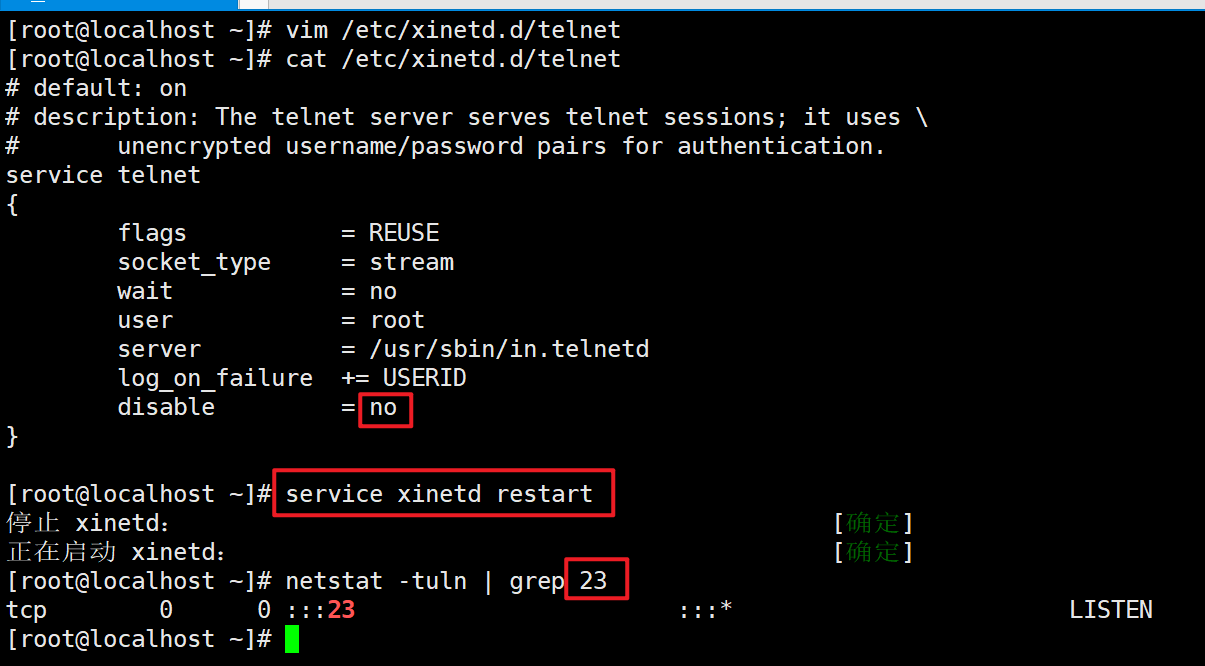 [root@localhost ~]# vim /etc/xinetd.d/telnet
[root@localhost ~]# cat /etc/xinetd.d/telnet
# default: on
# description: The telnet server serves telnet sessions; it uses \
#       unencrypted username/password pairs for authentication.
service telnet
{
        flags           = REUSE
        socket_type     = stream
        wait            = no
        user            = root
        server          = /usr/sbin/in.telnetd
        log_on_failure  += USERID
        disable         = no
}
[root@localhost ~]# service xinetd restart
停止 xinetd：                                              [确定]
正在启动 xinetd：                                          [确定]
[root@localhost ~]# netstat -tuln | grep 23
tcp        0      0 :::23                       :::*                        LISTEN
[root@localhost ~]#